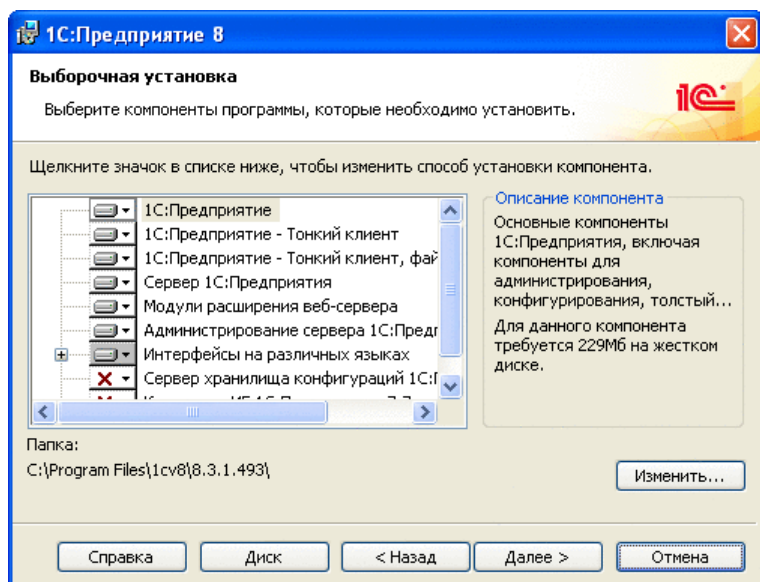 1С:Предприятие 8
Выборочная установка
Выберите компоненты программы, которые необходимо установить.
1С
Щелкните значок в списке ниже, чтобы изменить способ установки компонента.
1С:Предприятие
1С:Предприятие - Тонкий клиент
1С:Предприятие - Тонкий клиент, фай
Сервер 1С:Предприятия
Модули расширения веб-сервера
Администрирование сервера 1С:Предг
Интерфейсы на различных языках
Сервер хранилища конфигураций 1С:Г
Описание компонента
Основные компоненты
1С:Предприятия, включая
компоненты для
администрирования,
конфигурирования, толстый...
Для данного компонента
требуется 229Мб на жестком
диске.
Папка:
C:\Program Files\1cv8\8.3.1.493\
Изменить...
Справка
Диск
< Назад
Далее >
Отмена